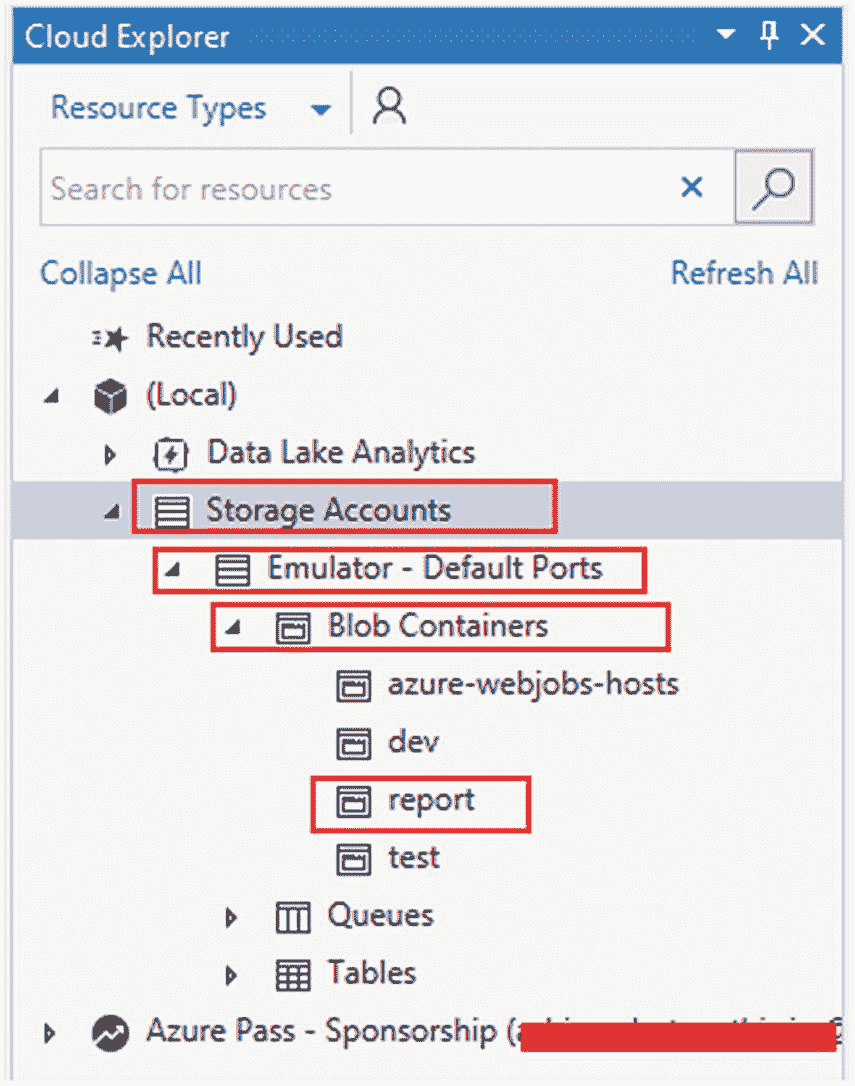 Cloud Explorer
Resource Types
Search for resources
Collapse All Refresh All
Recently Used
(Local)
Data Lake Analytics
Storage Accounts
Emulator - Default Ports
Blob Containers
azure-webjobs-hosts
dev
report
test
Queues
Tables
Azure Pass - Sponsorship (